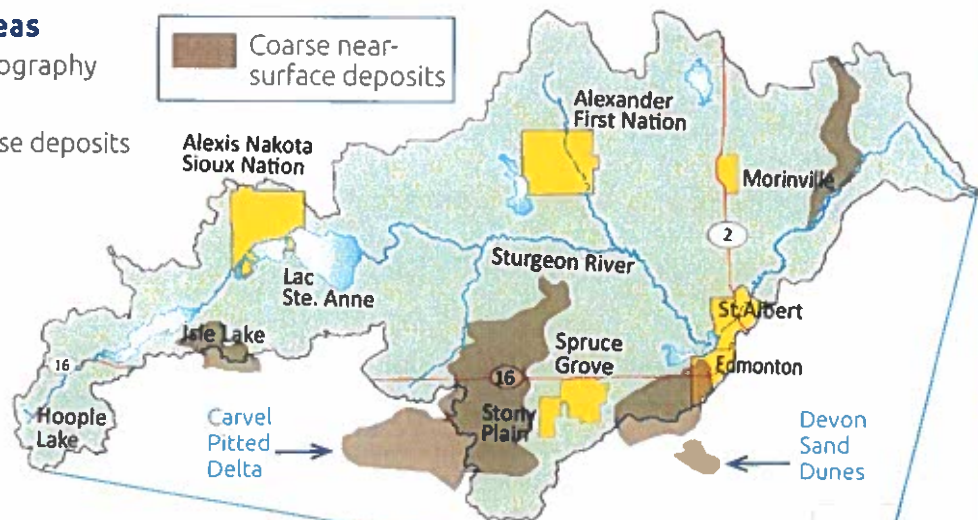 eas
ography
se deposits
Coarse near-
surface deposits
Alexander
First Nation
Alexis Nakota
Sioux Nation
Morinville
2
Sturgeon River
Lac
Ste. Anne
St.Albert
Isle Lake
Spruce
Grove
16
16
Edmonton
Hoople
Lake
Carvel
Pitted
Delta
Stony
Plain
Devon
Sand
Dunes